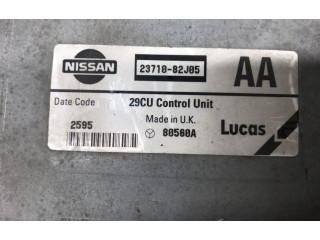 NISSAN 23710-82J05 AA
Date Code 29CU Control Unit
2595 Made in U.K.
80560A Lucas